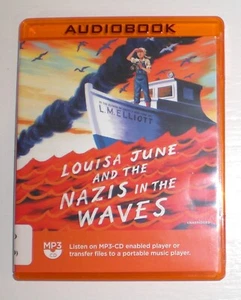 AUDIOBOOK
L.M. ELLIOTT
LOUISA JUNE
AND THE
NAZIS IN THE
WAVES
MP3
Listen on MP3-CD enabled player or
transfer files to a portable music player.